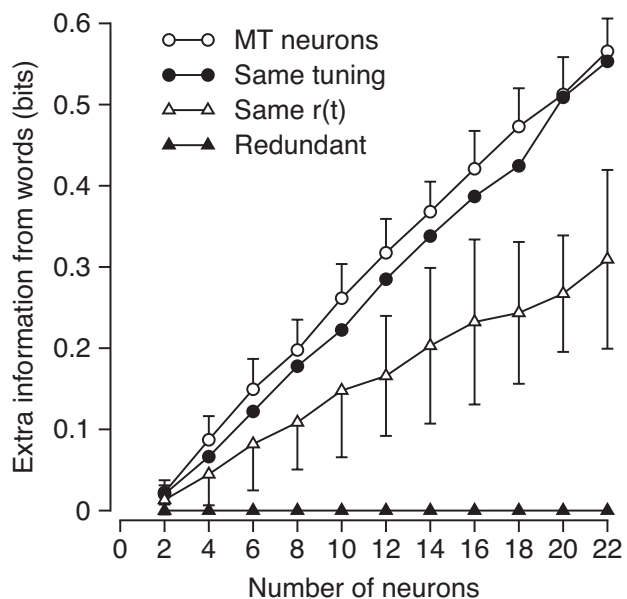 0.6
0.5
0.4
0.3
0.2
0.1
0
Extra information from words (bits)
MT neurons
Same tuning
Same r(t)
Redundant
0 2 4 6 8 10 12 14 16 18 20 22
Number of neurons